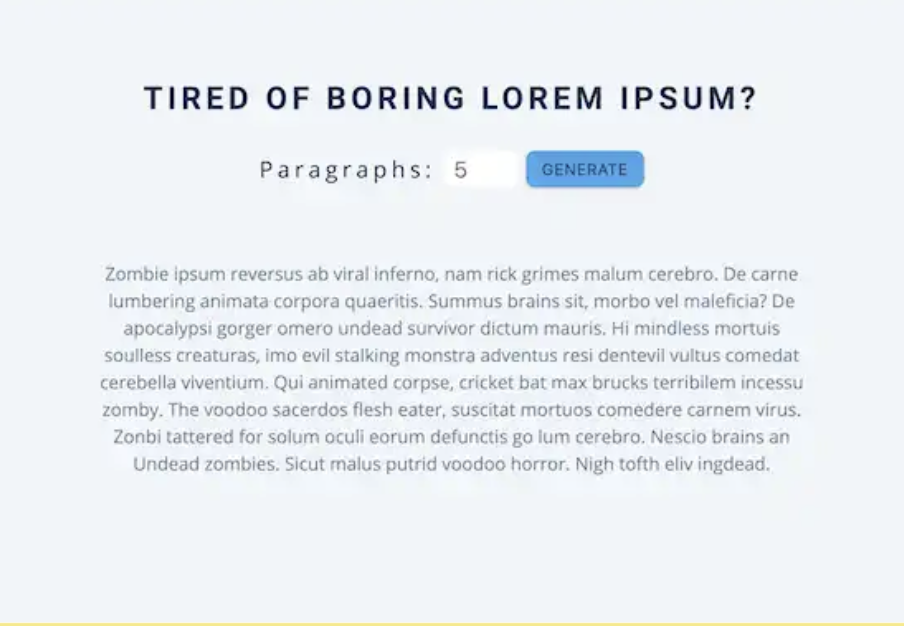 TIRED OF BORING LOREM IPSUM?
Paragraphs: 5 GENERATE
Zombie ipsum reversus ab viral inferno, nam rick grimes malum cerebro. De carne
lumbering animata corpora quaeritis. Summus brains sit, morbo vel maleficia? De
apocalypsi gorger omero undead survivor dictum mauris. Hi mindless mortuis
soulless creaturas, imo evil stalking monstra adventus resi dentevil vultus comedat
cerebella viventium. Qui animated corpse, cricket bat max brucks terribilem incessu
zomby. The voodoo sacerdos flesh eater, suscitat mortuos comedere carnem virus.
Zonbi tattered for solum oculi eorum defunctis go lum cerebro. Nescio brains an
Undead zombies. Sicut malus putrid voodoo horror. Nigh tofth eliv ingdead.